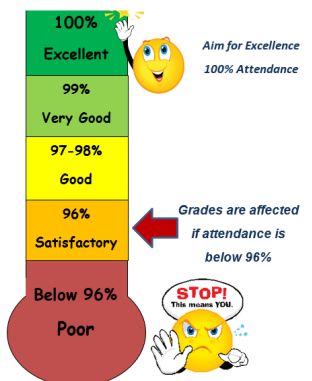 100%
Excellent
Aim for Excellence
100% Attendance
99%
Very Good
97-98%
Good
96%
Satisfactory
Grades are affected
if attendance is
below 96%
Below 96%
Poor
STOP!
This means YOU.